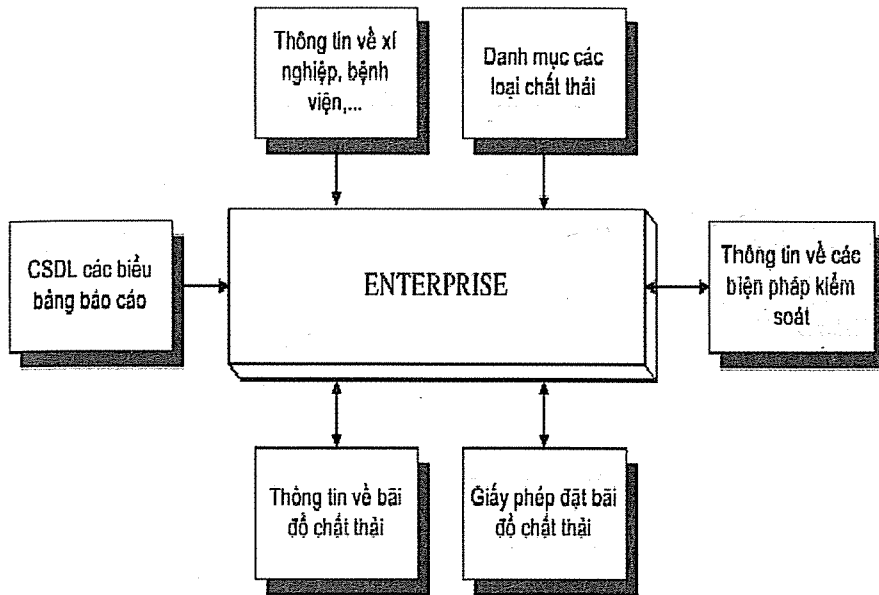 Thông tin về xí
nghiệp, bệnh
viện,...
Danh mục các
loại chất thải
CSDL các biểu
bảng báo cáo
ENTERPRISE
Thông tin về các
biện pháp kiểm
soát
Thông tin về bãi
đổ chất thải
Giấy phép đặt bãi
đổ chất thải